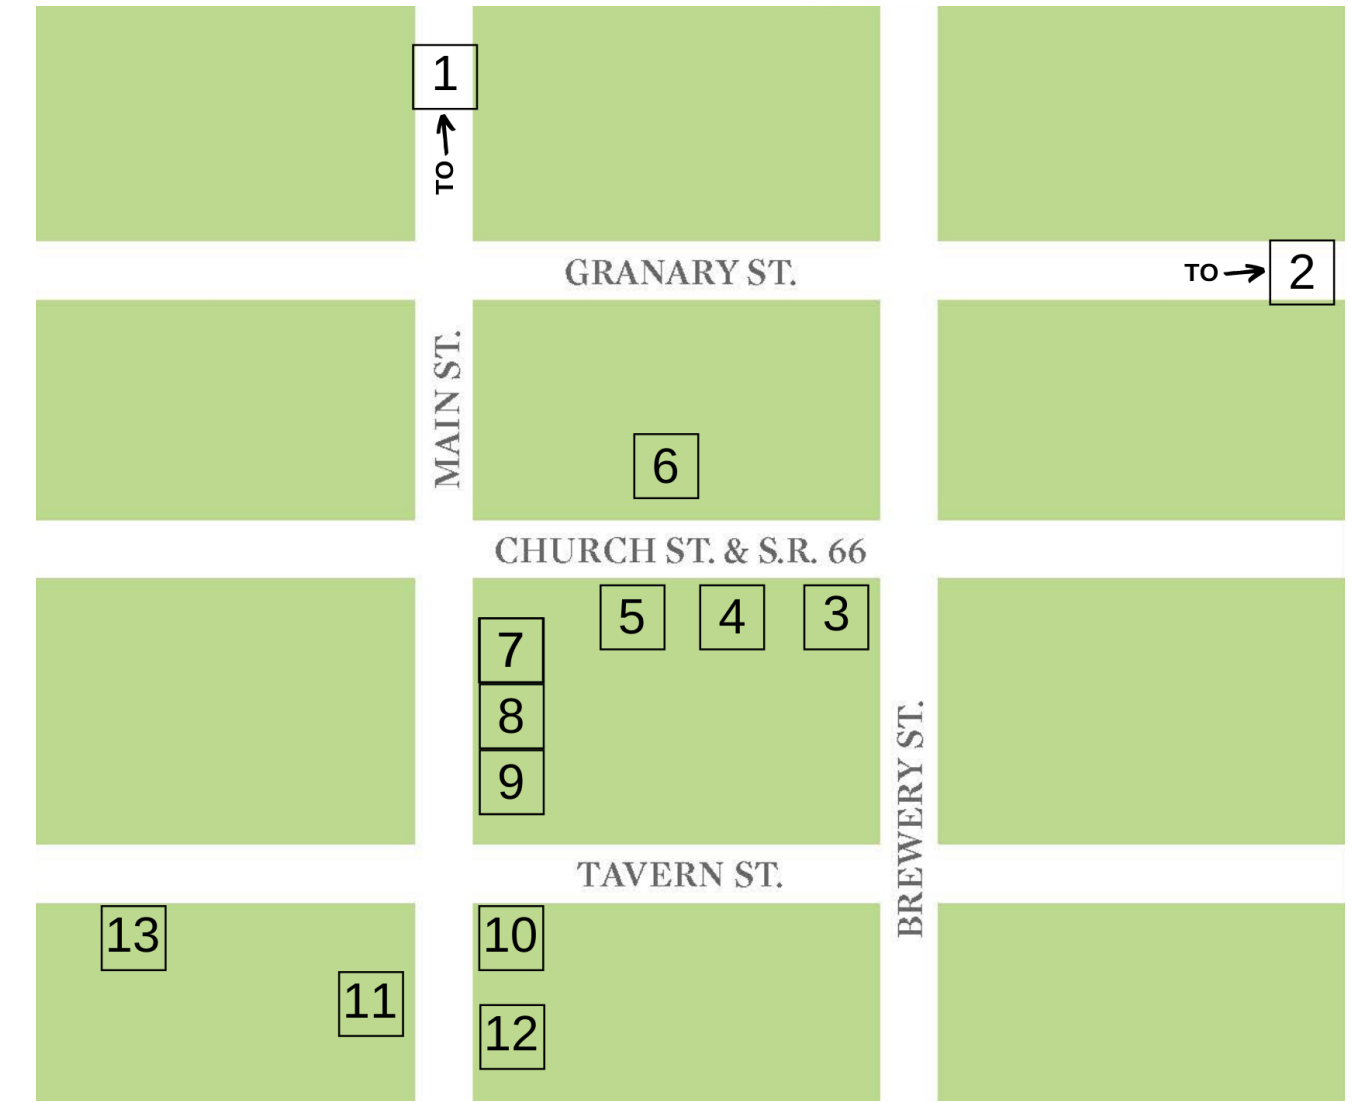 1
TO
GRANARY ST.
TO
2
MAIN ST.
6
CHURCH ST. & S.R. 66
5
4
3
7
8
9
BREWERY ST.
TAVERN ST.
13
10
11
12